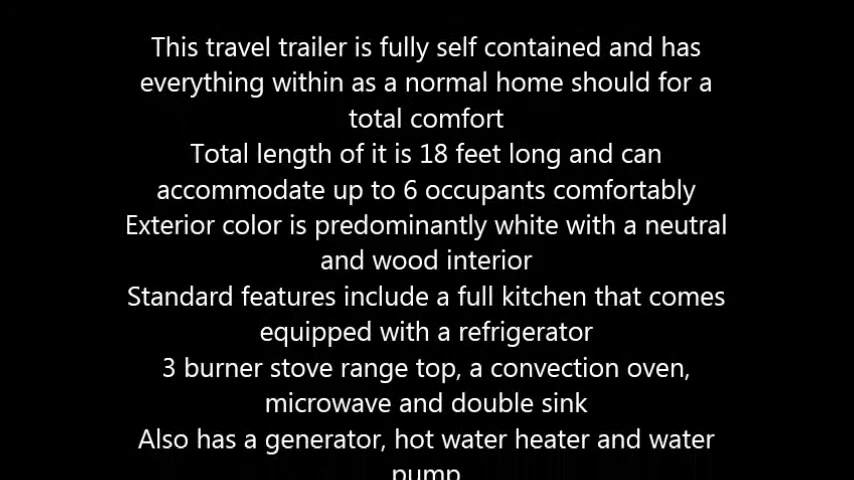 This travel trailer is fully self contained and has
everything within as a normal home should for a
total comfort
Total length of it is 18 feet long and can
accommodate up to 6 occupants comfortably
Exterior color is predominantly white with a neutral
and wood interior
Standard features include a full kitchen that comes
equipped with a refrigerator
3 burner stove range top, a convection oven,
microwave and double sink
Also has a generator, hot water heater and water
pump